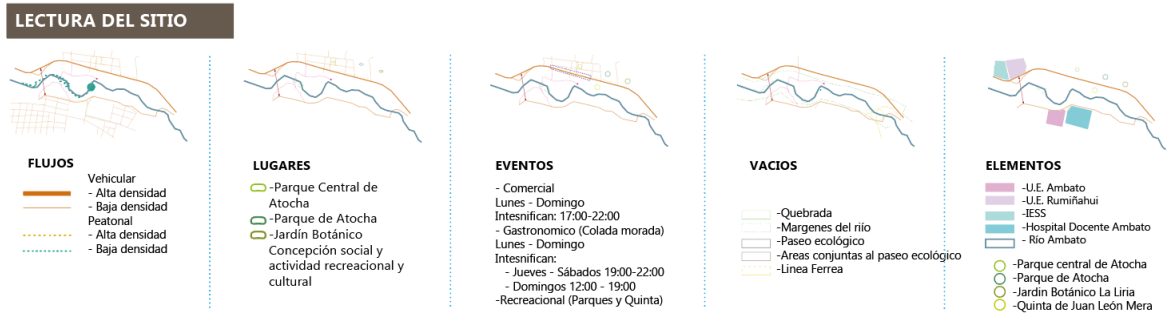 LECTURA DEL SITIO
FLUJOS
Vehicular
- Alta densidad
- Baja densidad
Peatonal
- Alta densidad
- Baja densidad
LUGARES
-Parque Central de
Atocha
-Parque de Atocha
-Jardín Botánico
Concepción social y
actividad recreacional y
cultural
EVENTOS
- Comercial
Lunes - Domingo
Intesnifican: 17:00-22:00
- Gastronomico (Colada morada)
Lunes - Domingo
Intensifican:
- Jueves - Sábados 19:00-22:00
- Domingos 12:00 - 19:00
-Recreacional (Parques y Quinta)
VACIOS
-Quebrada
-Margenes del riío
-Paseo ecológico
-Areas conjuntas al paseo ecológico
-Linea Ferrea
ELEMENTOS
-U.E. Ambato
-U.E. Rumiñahui
-IESS
-Hospital Docente Ambato
- Río Ambato
-Parque central de Atocha
-Parque de Atocha
-Jardin Botánico La Liria
-Quinta de Juan León Mera